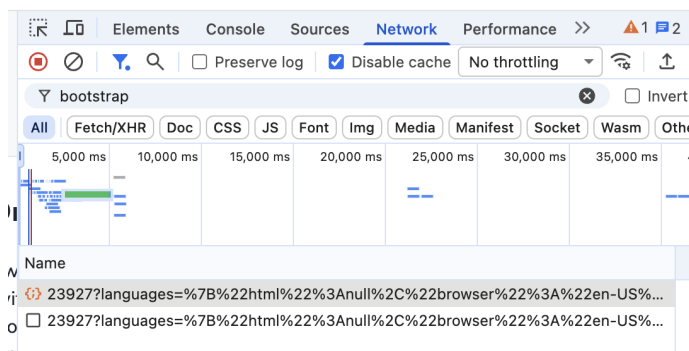 Elements Console Sources Network Performance 1 2
Preserve log Disable cache No throttling
bootstrap Invert
All Fetch/XHR Doc CSS JS Font Img Media Manifest Socket Wasm
5,000 ms 10,000 ms 15,000 ms 20,000 ms 25,000 ms 30,000 ms 35,000 ms
Name
23927?languages=%7B%22html%22%3Anull%2C%22browser%22%3A%22en-US%...
23927?languages=%7B%22html%22%3Anull%2C%22browser%22%3A%22en-US%...